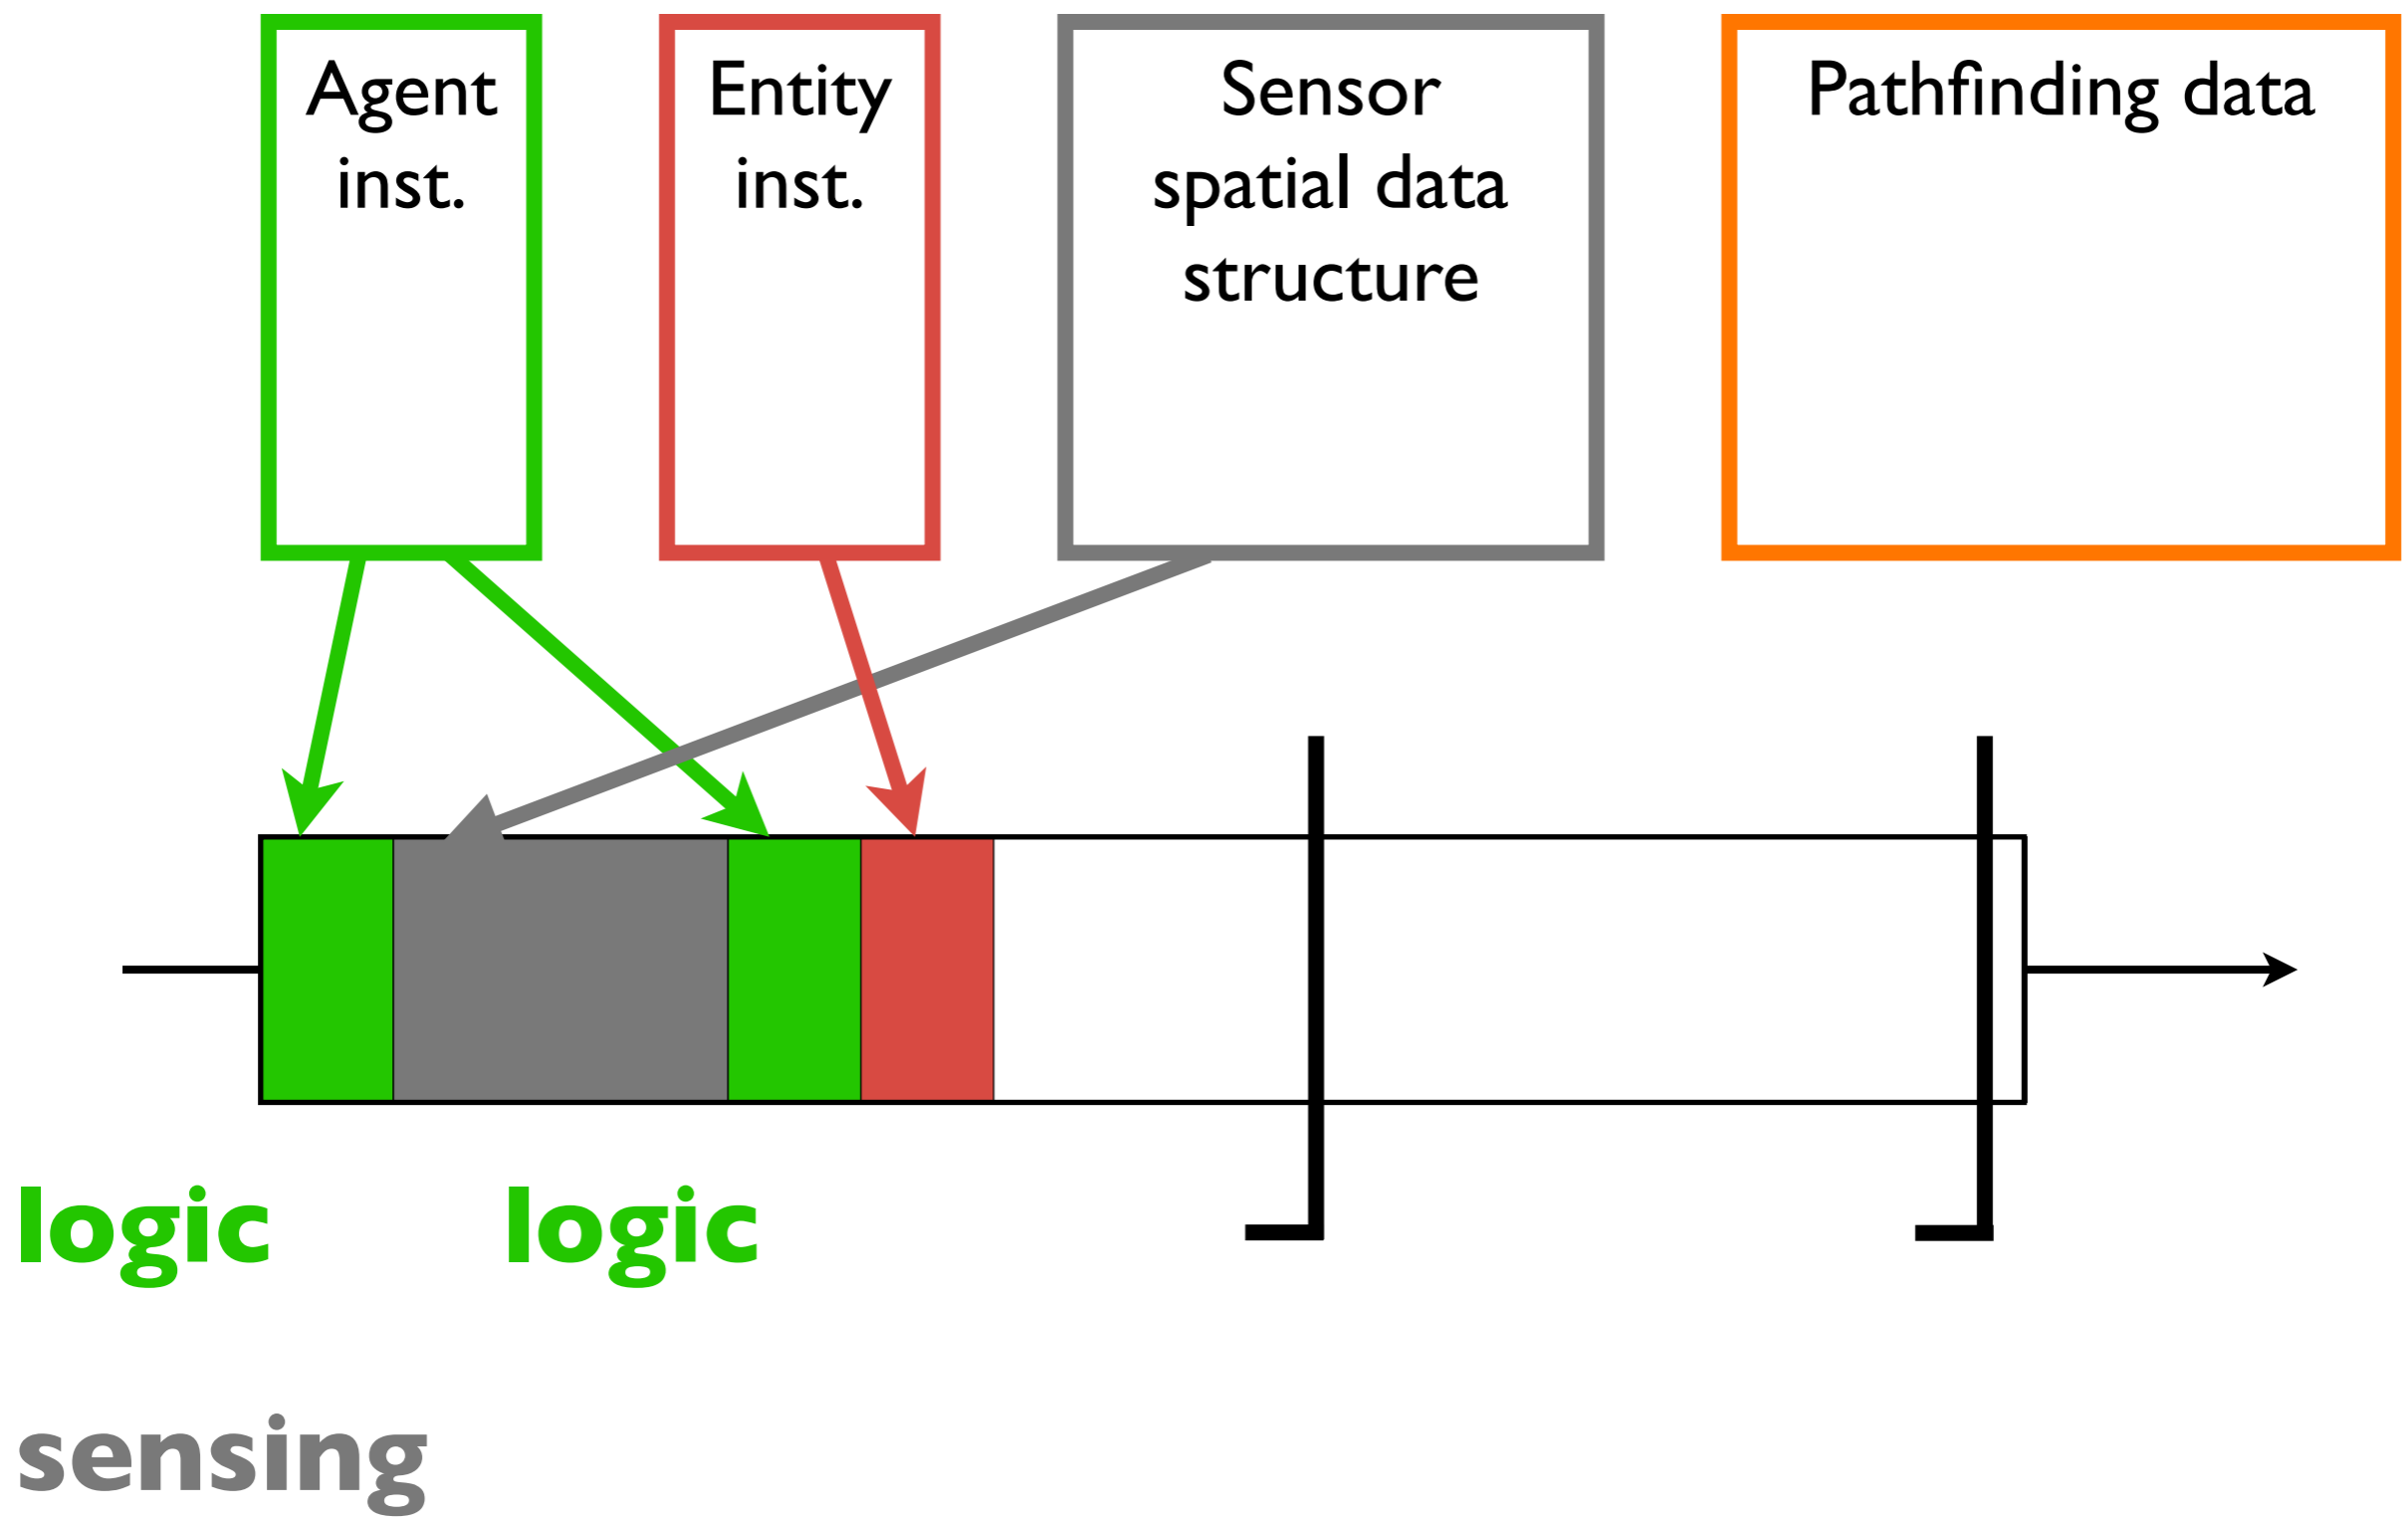 Agent
inst.
Entity
inst.
Sensor
spatial data
structure
Pathfinding data
logic
logic
sensing